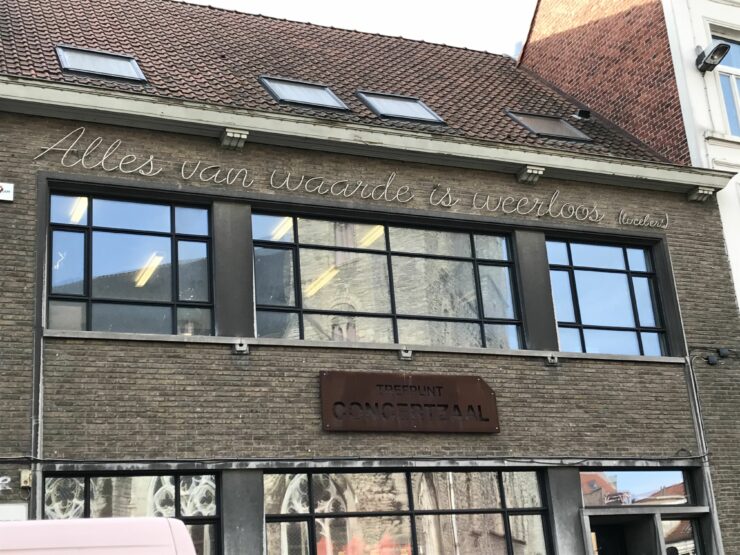 Alles van waarde is weerloos (lucebert)
TREFPUNT
CONCERTZAAL